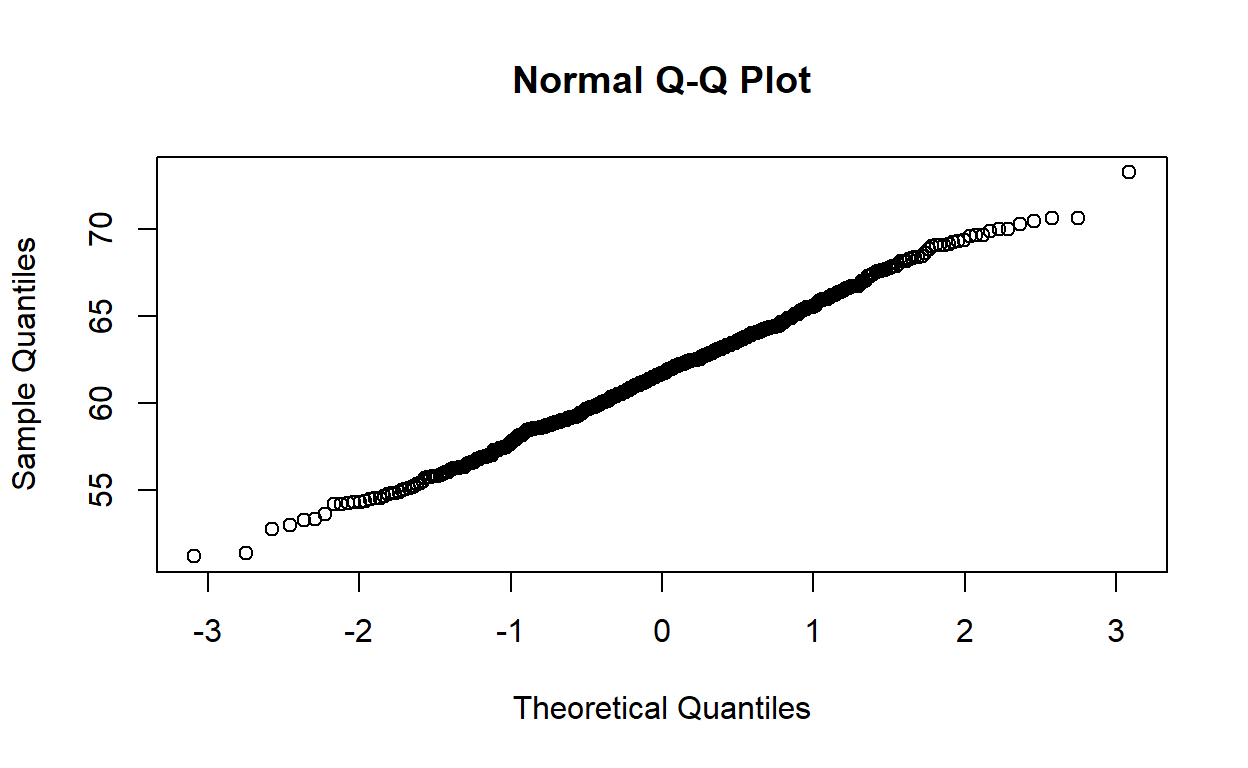 Normal Q-Q Plot
Sample Quantiles
70
65
60
55
-3 -2 -1 0 1 2 3
Theoretical Quantiles